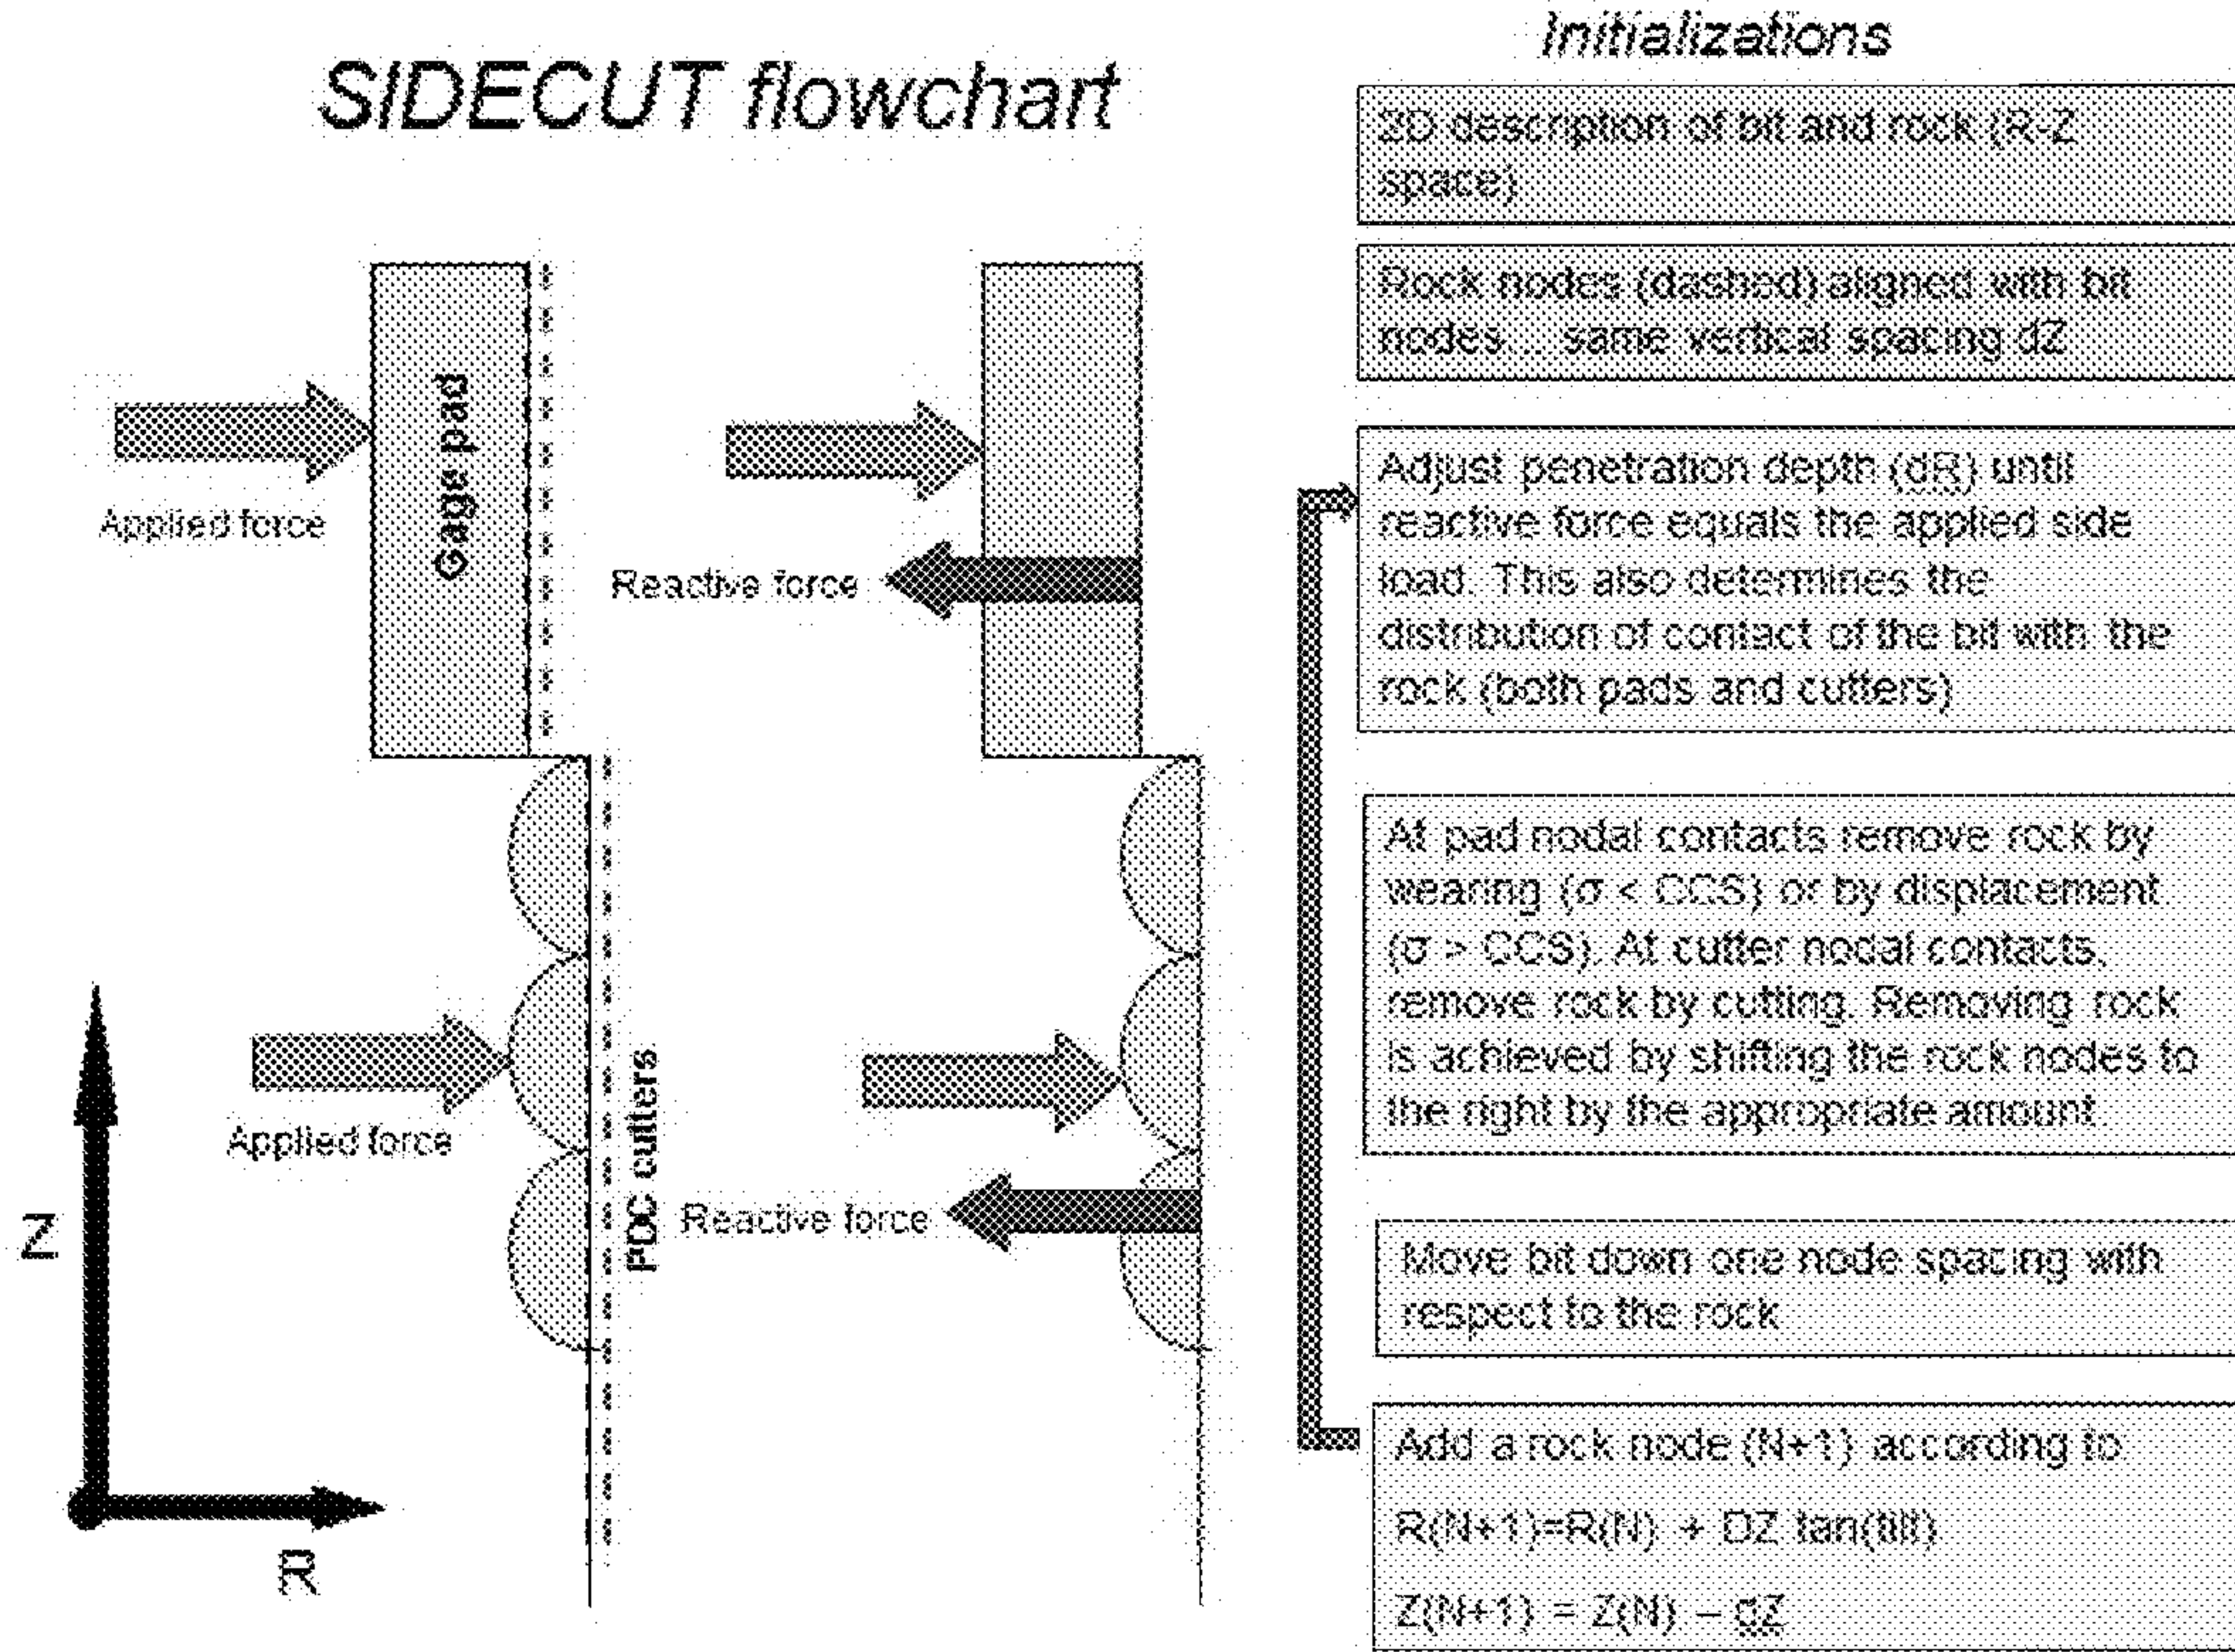 SIDECUT flowchart
Initializations
2D description of bit and rock (R-Z
space)
Rock nodes (dashed) aligned with bit
nodes... same vertical spacing dZ
Adjust penetration depth (dR) until
reactive force equals the applied side
load. This also determines the
distribution of contact of the bit with the
rock (both pads and cutters)
At pad nodal contacts remove rock by
wearing (σ < CCS) or by displacement
(σ > CCS). At cutter nodal contacts,
remove rock by cutting. Removing rock
is achieved by shifting the rock nodes to
the right by the appropriate amount.
Move bit down one node spacing with
respect to the rock
Add a rock node (N+1) according to
R(N+1)=R(N) + DZ tan(tilt)
Z(N+1) = Z(N) – dZ
Gage pad
Applied force
Reactive force
PDC cutters
Applied force
Reactive force
Z
R